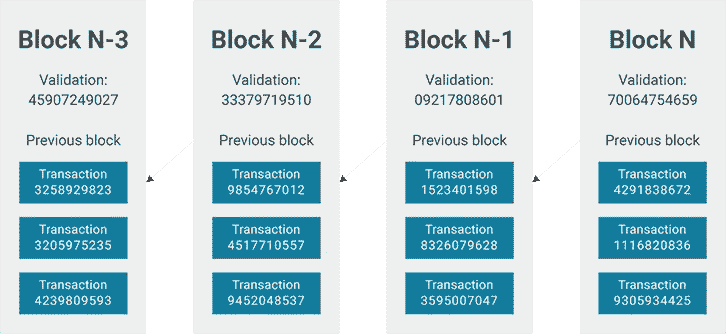 Block N-3
Validation:
45907249027
Previous block
Transaction
3258929823
Transaction
3205975235
Transaction
4239809593
Block N-2
Validation:
33379719510
Previous block
Transaction
9854767012
Transaction
4517710557
Transaction
9452048537
Block N-1
Validation:
09217808601
Previous block
Transaction
1523401598
Transaction
8326079628
Transaction
3595007047
Block N
Validation:
70064754659
Previous block
Transaction
4291838672
Transaction
1116820836
Transaction
9305934425